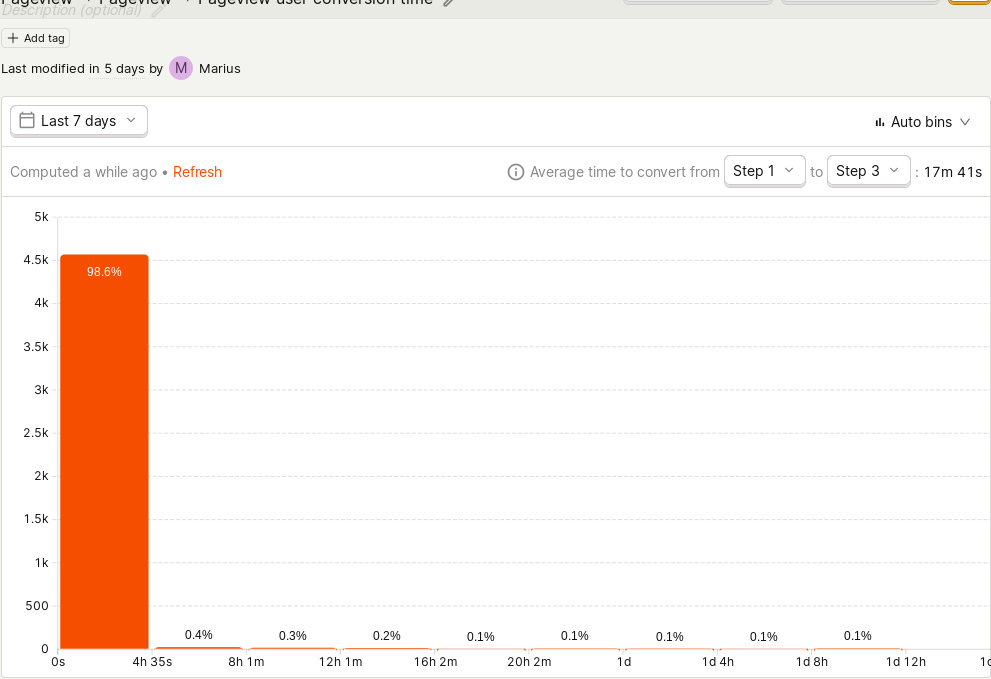 Pageview → Pageview → Pageview user conversion time
Description (optional)
+ Add tag
Last modified in 5 days by M Marius
Last 7 days
Auto bins
Computed a while ago • Refresh
Average time to convert from Step 1 to Step 3 : 17m 41s
5k
4.5k
98.6%
4k
3.5k
3k
2.5k
2k
1.5k
1k
500
0.4% 0.3% 0.2% 0.1% 0.1% 0.1% 0.1% 0.1%
0
0s 4h 35s 8h 1m 12h 1m 16h 2m 20h 2m 1d 1d 4h 1d 8h 1d 12h